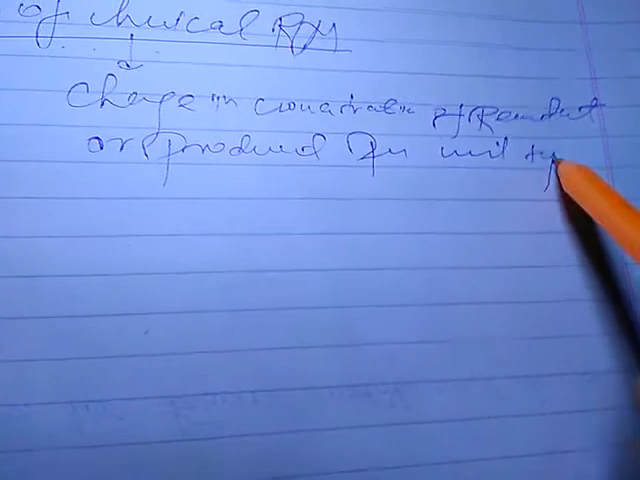 of chemical RXN
Change in concentration of Reactant
or product per unit